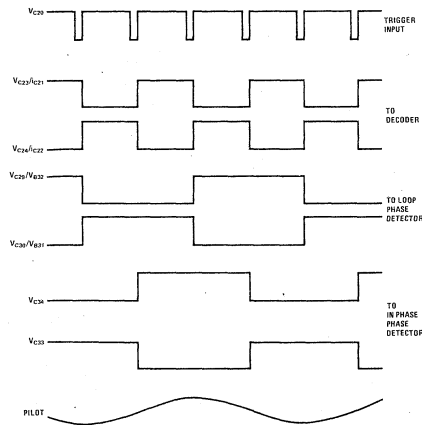 VC20
TRIGGER
INPUT
VC23/iC21
TO
DECODER
VC24/iC22
VC29/VB32
TO LOOP
PHASE
DETECTOR
VC30/VB31
VC34
TO
IN PHASE
PHASE
DETECTOR
VC33
PILOT